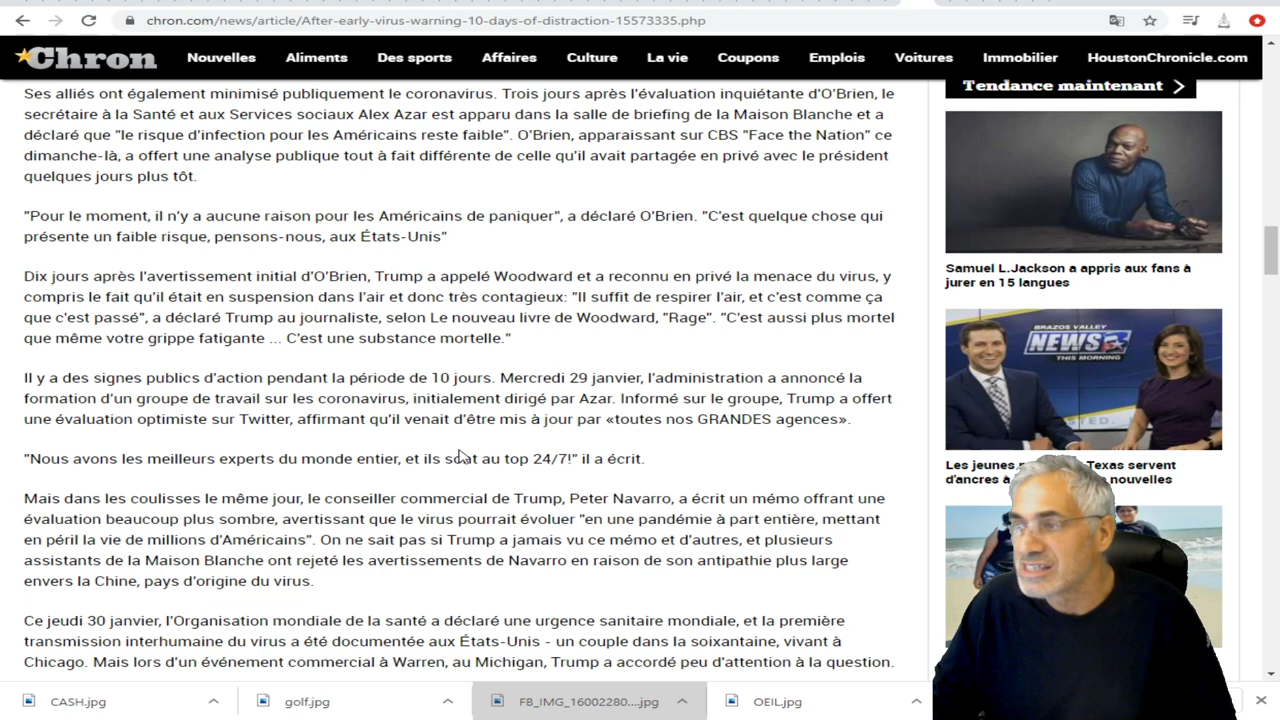 chron.com/news/article/After-early-virus-warning-10-days-of-distraction-15573335.php
Chron
Nouvelles
Aliments
Des sports
Affaires
Culture
La vie
Coupons
Emplois
Voitures
Immobilier
HoustonChronicle.com
Ses alliés ont également minimisé publiquement le coronavirus. Trois jours après l'évaluation inquiétante d'O'Brien, le
secrétaire à la Santé et aux Services sociaux Alex Azar est apparu dans la salle de briefing de la Maison Blanche et a
déclaré que "le risque d'infection pour les Américains reste faible". O'Brien, apparaissant sur CBS "Face the Nation" ce
dimanche-là, a offert une analyse publique tout à fait différente de celle qu'il avait partagée en privé avec le président
quelques jours plus tôt.
"Pour le moment, il n'y a aucune raison pour les Américains de paniquer", a déclaré O'Brien. "C'est quelque chose qui
présente un faible risque, pensons-nous, aux États-Unis"
Dix jours après l'avertissement initial d'O'Brien, Trump a appelé Woodward et a reconnu en privé la menace du virus, y
compris le fait qu'il était en suspension dans l'air et donc très contagieux: "Il suffit de respirer l'air, et c'est comme ça
que c'est passé", a déclaré Trump au journaliste, selon Le nouveau livre de Woodward, "Rage". "C'est aussi plus mortel
que même votre grippe fatigante ... C'est une substance mortelle."
Il y a des signes publics d'action pendant la période de 10 jours. Mercredi 29 janvier, l'administration a annoncé la
formation d'un groupe de travail sur les coronavirus, initialement dirigé par Azar. Informé sur le groupe, Trump a offert
une évaluation optimiste sur Twitter, affirmant qu'il venait d'être mis à jour par «toutes nos GRANDES agences».
"Nous avons les meilleurs experts du monde entier, et ils sont au top 24/7!" il a écrit.
Mais dans les coulisses le même jour, le conseiller commercial de Trump, Peter Navarro, a écrit un mémo offrant une
évaluation beaucoup plus sombre, avertissant que le virus pourrait évoluer "en une pandémie à part entière, mettant
en péril la vie de millions d'Américains". On ne sait pas si Trump a jamais vu ce mémo et d'autres, et plusieurs
assistants de la Maison Blanche ont rejeté les avertissements de Navarro en raison de son antipathie plus large
envers la Chine, pays d'origine du virus.
Ce jeudi 30 janvier, l'Organisation mondiale de la santé a déclaré une urgence sanitaire mondiale, et la première
transmission interhumaine du virus a été documentée aux États-Unis - un couple dans la soixantaine, vivant à
Chicago. Mais lors d'un événement commercial à Warren, au Michigan, Trump a accordé peu d'attention à la question.
Tendance maintenant
Samuel L.Jackson a appris aux fans à
jurer en 15 langues
BRAZOS VALLEY
NEWS
THIS MORNING
Les jeunes Texas servent
d'ancres à nouvelles
CASH.jpg
golf.jpg
FB_IMG_16002280....jpg
OEIL.jpg